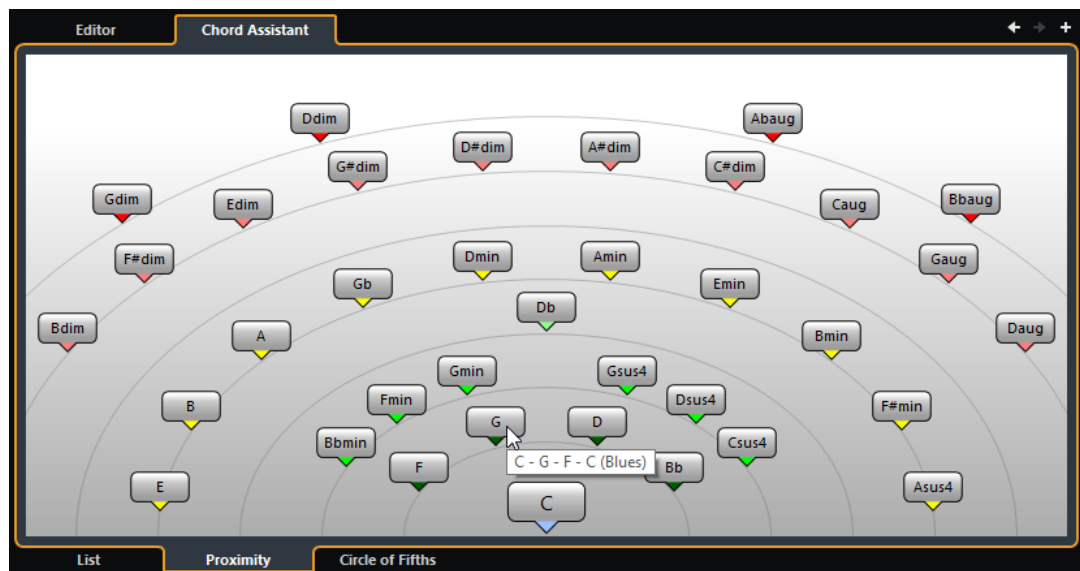 Editor
Chord Assistant
Ddim
Abaug
D#dim
A#dim
G#dim
C#dim
Gdim
Edim
Caug
Bbaug
F#dim
Dmin
Amin
Gaug
Gb
Emin
Db
Bdim
A
Bmin
Daug
Gmin
Gsus4
Fmin
Dsus4
B
F#min
G
D
Bbmin
Csus4
C - G - F - C (Blues)
F
Bb
E
Asus4
C
List
Proximity
Circle of Fifths